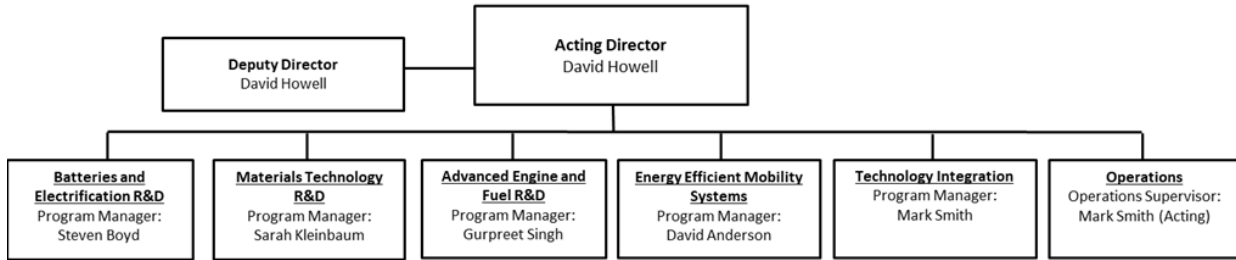 Acting Director
David Howell
Deputy Director
David Howell
Batteries and
Electrification R&D
Program Manager:
Steven Boyd
Materials Technology
R&D
Program Manager:
Sarah Kleinbaum
Advanced Engine and
Fuel R&D
Program Manager:
Gurpreet Singh
Energy Efficient Mobility
Systems
Program Manager:
David Anderson
Technology Integration
Program Manager:
Mark Smith
Operations
Operations Supervisor:
Mark Smith (Acting)